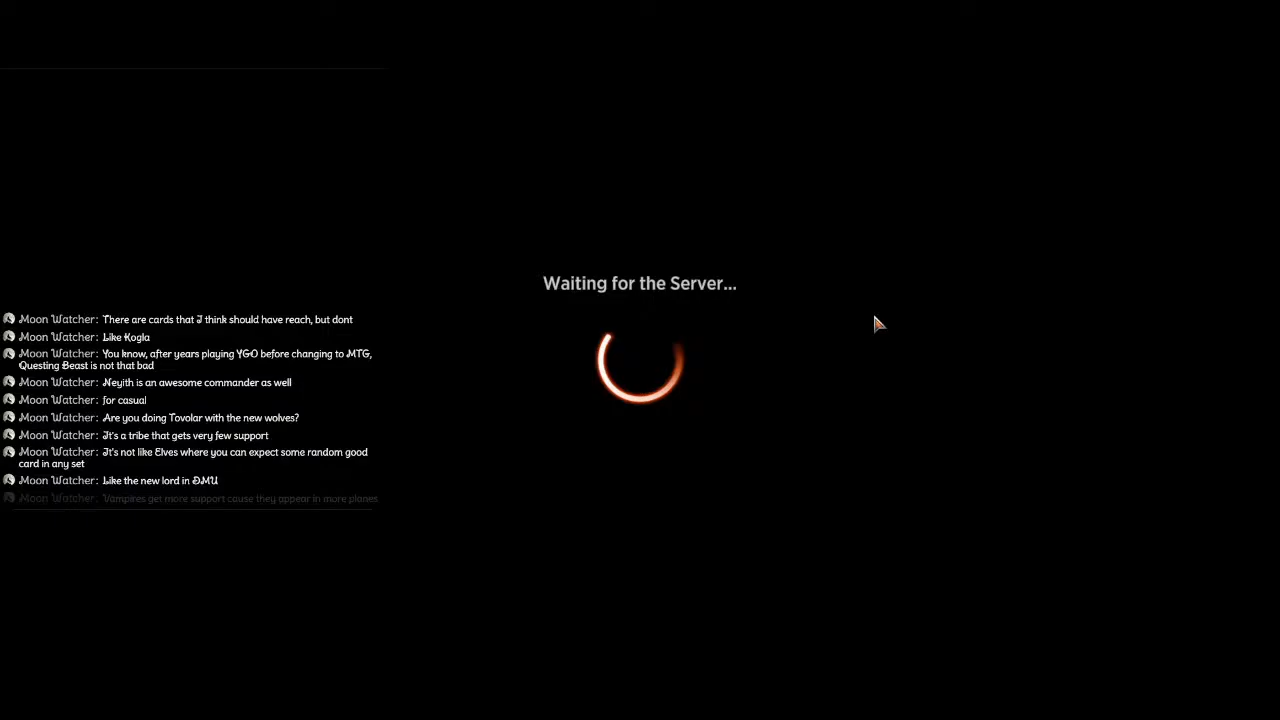 Waiting for the Server...
Moon Watcher: There are cards that I think should have reach, but dont
Moon Watcher: Like Kogla
Moon Watcher: You know, after years playing YGO before changing to MTG,
Questing Beast is not that bad
Moon Watcher: Neyith is an awesome commander as well
Moon Watcher: for casual
Moon Watcher: Are you doing Tovolar with the new wolves?
Moon Watcher: It's a tribe that gets very few support
Moon Watcher: It's not like Elves where you can expect some random good
card in any set
Moon Watcher: Like the new lord in DMU
Moon Watcher: Vampires get more support cause they appear in more planes